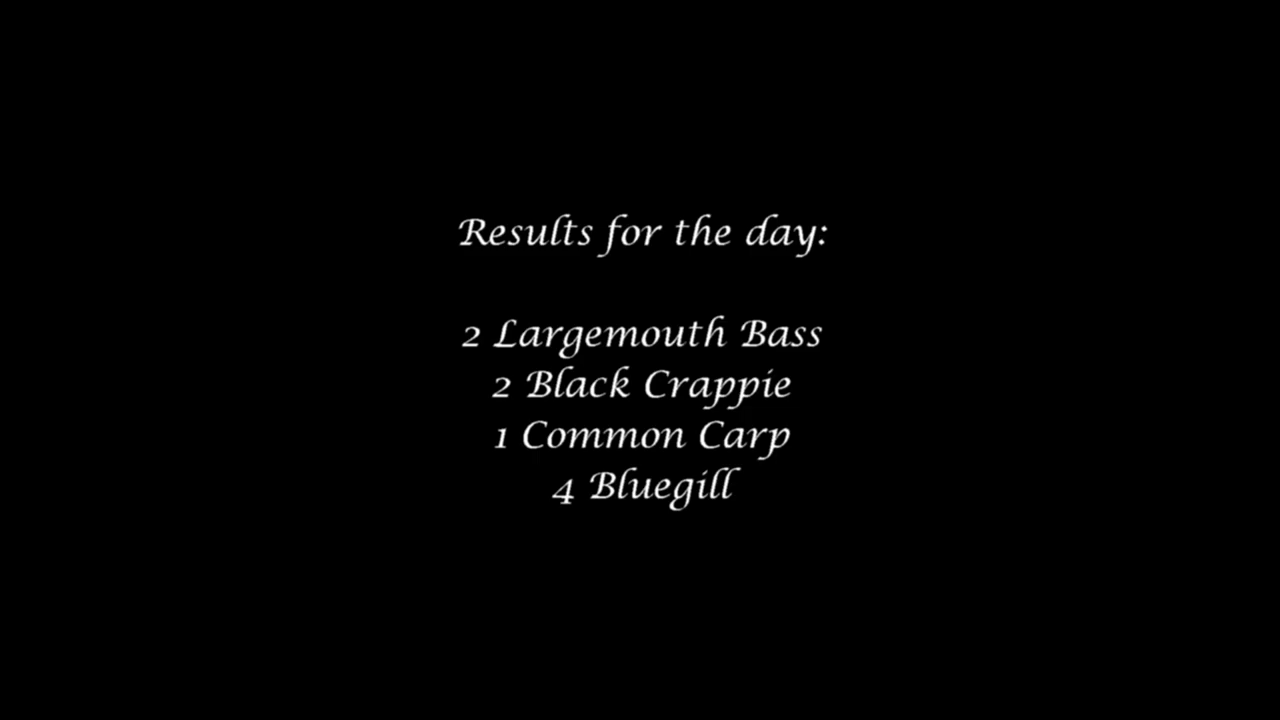 Results for the day:
2 Largemouth Bass
2 Black Crappie
1 Common Carp
4 Bluegill